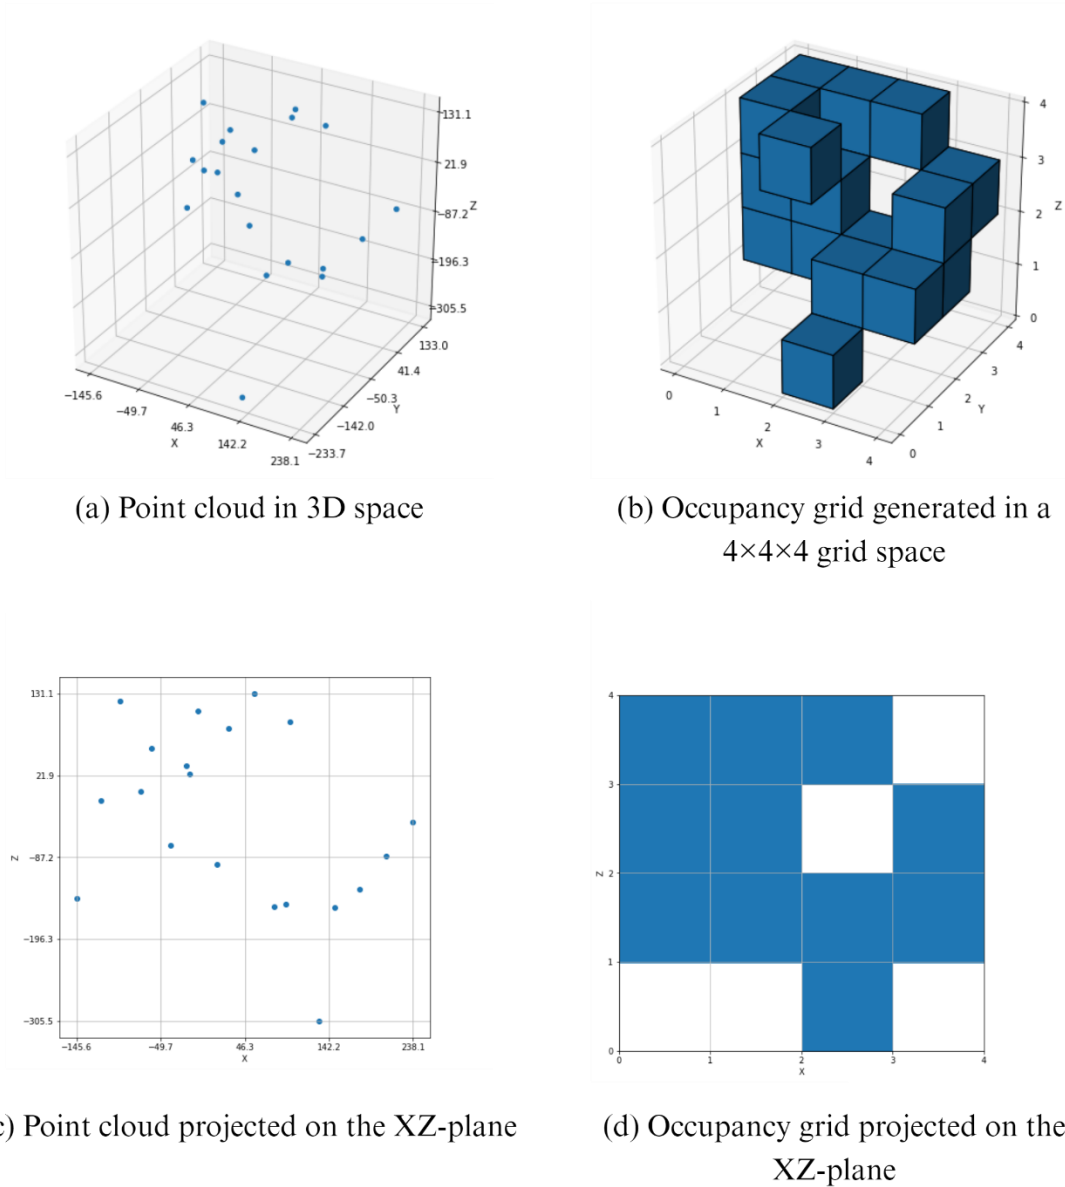 131.1
21.9
−87.2
Z
−196.3
−305.5
133.0
41.4
−50.3
Y
−142.0
−233.7
−145.6
−49.7
46.3
X
142.2
238.1
4
3
2
Z
1
0
4
3
2
Y
1
0
0
1
2
X
3
4
(a) Point cloud in 3D space
(b) Occupancy grid generated in a
4×4×4 grid space
131.1
21.9
Z
−87.2
−196.3
−305.5
−145.6 −49.7 46.3 142.2 238.1
X
4
3
Z 2
1
0
0 1 2 3 4
X
) Point cloud projected on the XZ-plane
(d) Occupancy grid projected on the
XZ-plane